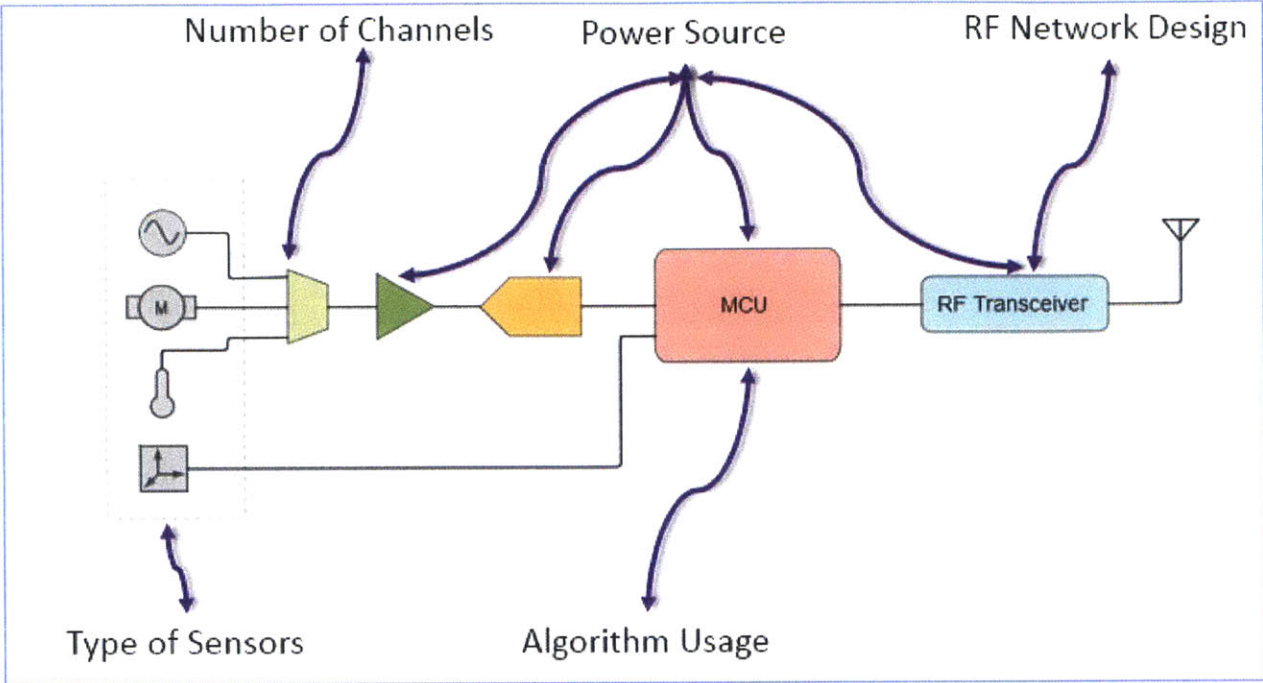 Number of Channels
Power Source
RF Network Design
M
MCU
RF Transceiver
Type of Sensors
Algorithm Usage